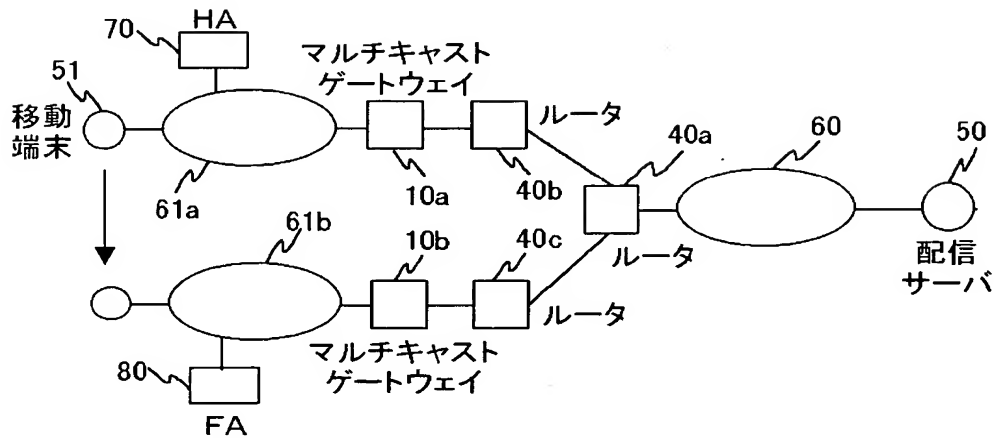 HA
70
マルチキャスト
ゲートウェイ
51
移動
端末
ルータ
61a
10a
40b
40a
60
50
ルータ
配信
サーバ
61b
10b
40c
ルータ
マルチキャスト
ゲートウェイ
80
FA